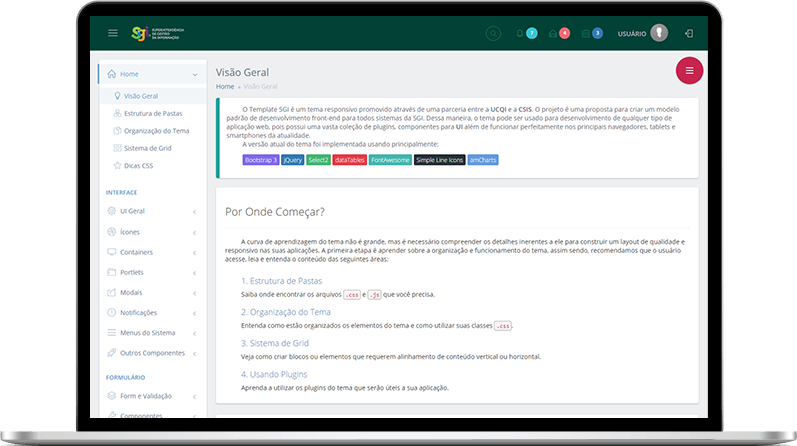 Sgi. SUPERINTENDÊNCIA
DE GESTÃO
DA INFORMAÇÃO
7 4 3 USUÁRIO
Home
Visão Geral
Estrutura de Pastas
Organização do Tema
Sistema de Grid
Dicas CSS
INTERFACE
UI Geral
Ícones
Containers
Portlets
Modais
Notificações
Menus do Sistema
Outros Componentes
FORMULÁRIO
Form e Validação
Componentes
Visão Geral
Home » Visão Geral
O Template SGI é um tema responsivo promovido através de uma parceria entre a UCQI e a CSIS. O projeto é uma proposta para criar um modelo
padrão de desenvolvimento front-end para todos sistemas da SGI. Dessa maneira, o tema pode ser usado para desenvolvimento de qualquer tipo de
aplicação web, pois possui uma vasta coleção de plugins, componentes para UI além de funcionar perfeitamente nos principais navegadores, tablets e
smartphones da atualidade.
A versão atual do tema foi implementada usando principalmente:
Bootstrap 3 jQuery Select2 dataTables FontAwesome Simple Line Icons amCharts
Por Onde Começar?
A curva de aprendizagem do tema não é grande, mas é necessário compreender os detalhes inerentes a ele para construir um layout de qualidade e
responsivo nas suas aplicações. A primeira etapa é aprender sobre a organização e funcionamento do tema, assim sendo, recomendamos que o usuário
acesse, leia e entenda o conteúdo das seguintes áreas:
1. Estrutura de Pastas
Saiba onde encontrar os arquivos .css e .js que você precisa.
2. Organização do Tema
Entenda como estão organizados os elementos do tema e como utilizar suas classes .css.
3. Sistema de Grid
Veja como criar blocos ou elementos que requerem alinhamento de conteúdo vertical ou horizontal.
4. Usando Plugins
Aprenda a utilizar os plugins do tema que serão úteis a sua aplicação.